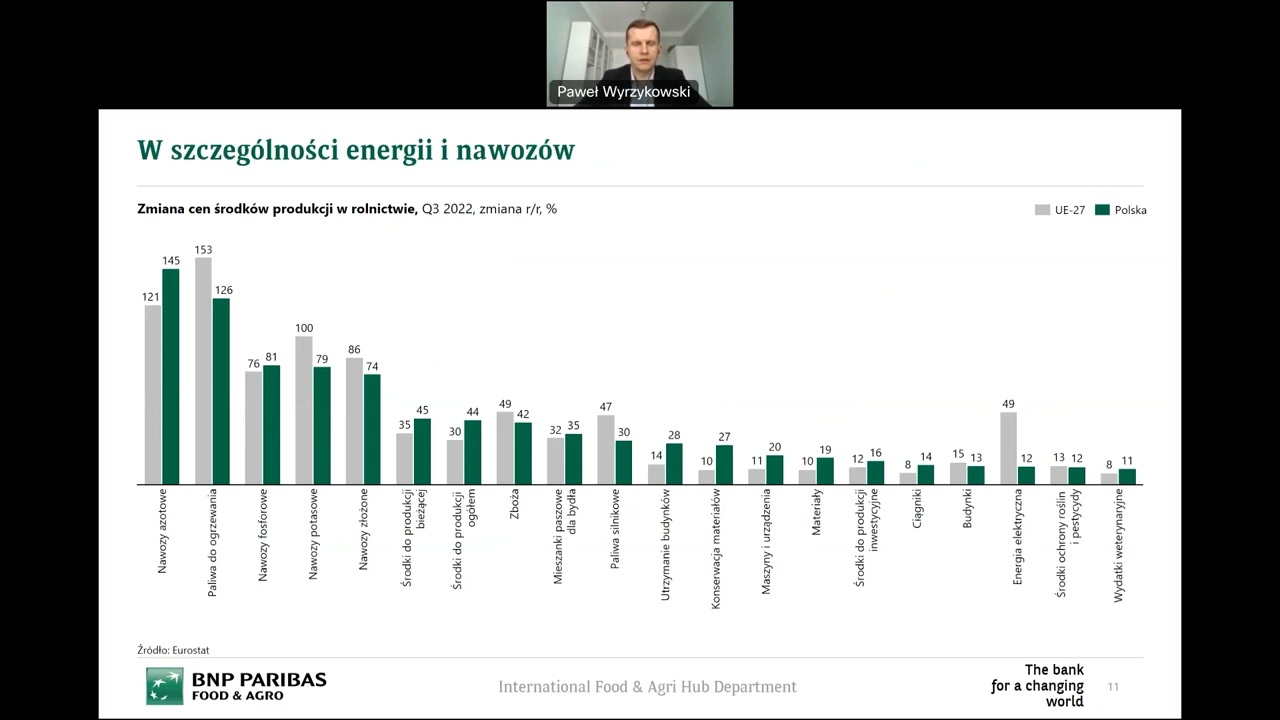 Paweł Wyrzykowski
W szczególności energii i nawozów
Zmiana cen środków produkcji w rolnictwie, Q3 2022, zmiana r/r, %
UE-27 Polska
121 145
153 126
76 81
100 79
86 74
35 45
30 44
49 42
32 35
47 30
14 28
10 27
11 20
10 19
12 16
8 14
15 13
49 12
13 12
8 11
Nawozy azotowe
Paliwa do ogrzewania
Nawozy fosforowe
Nawozy potasowe
Nawozy złożone
Środki do produkcji
bieżącej
Środki do produkcji
ogółem
Zboża
Mieszanki paszowe
dla bydła
Paliwa silnikowe
Utrzymanie budynków
Konserwacja materiałów
Maszyny i urządzenia
Materiały
Środki do produkcji
inwestycyjne
Ciągniki
Budynki
Energia elektryczna
Środki ochrony roślin
i pestycydy
Wydatki weterynaryjne
Źródło: Eurostat
BNP PARIBAS
FOOD & AGRO
International Food & Agri Hub Department
The bank
for a changing
world
11